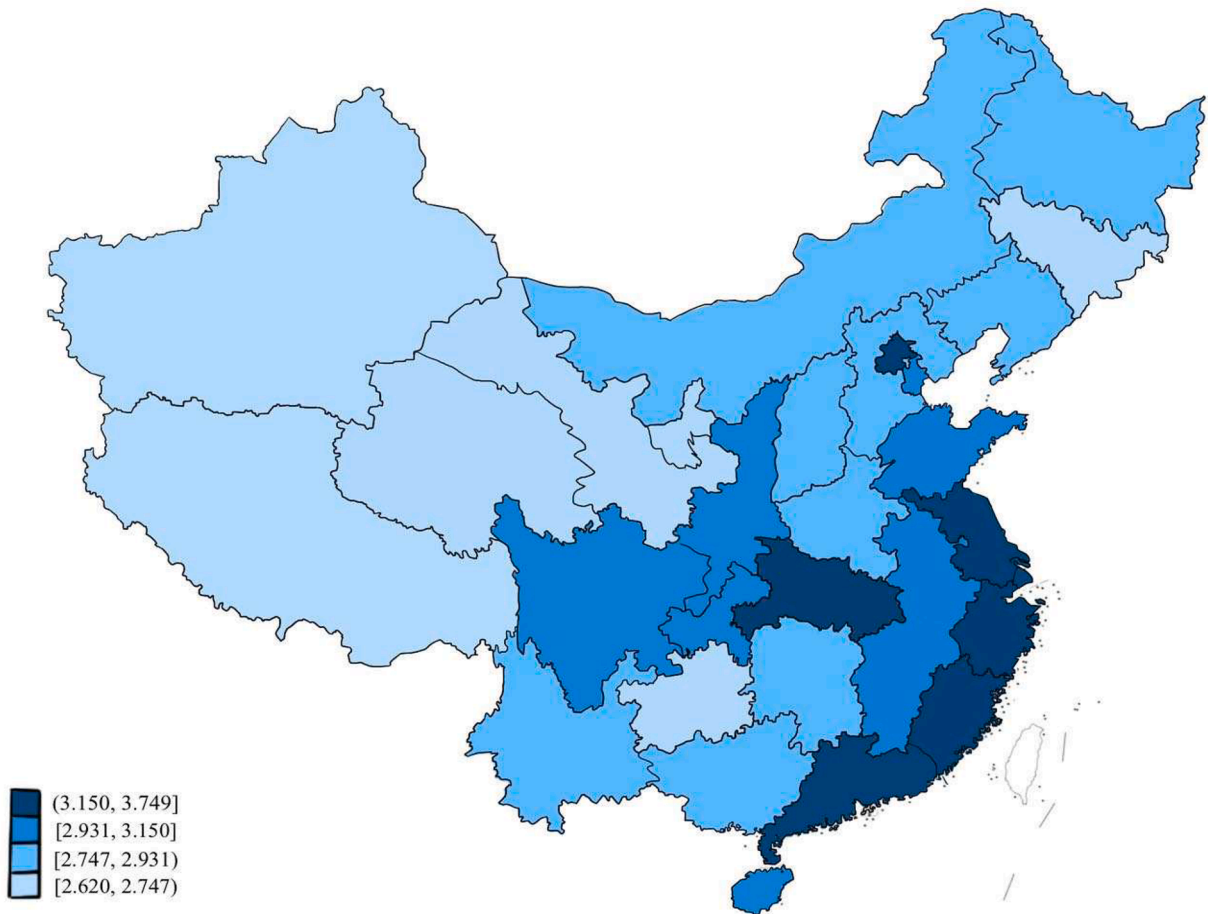 (3.150, 3.749]
[2.931, 3.150]
[2.747, 2.931)
[2.620, 2.747)